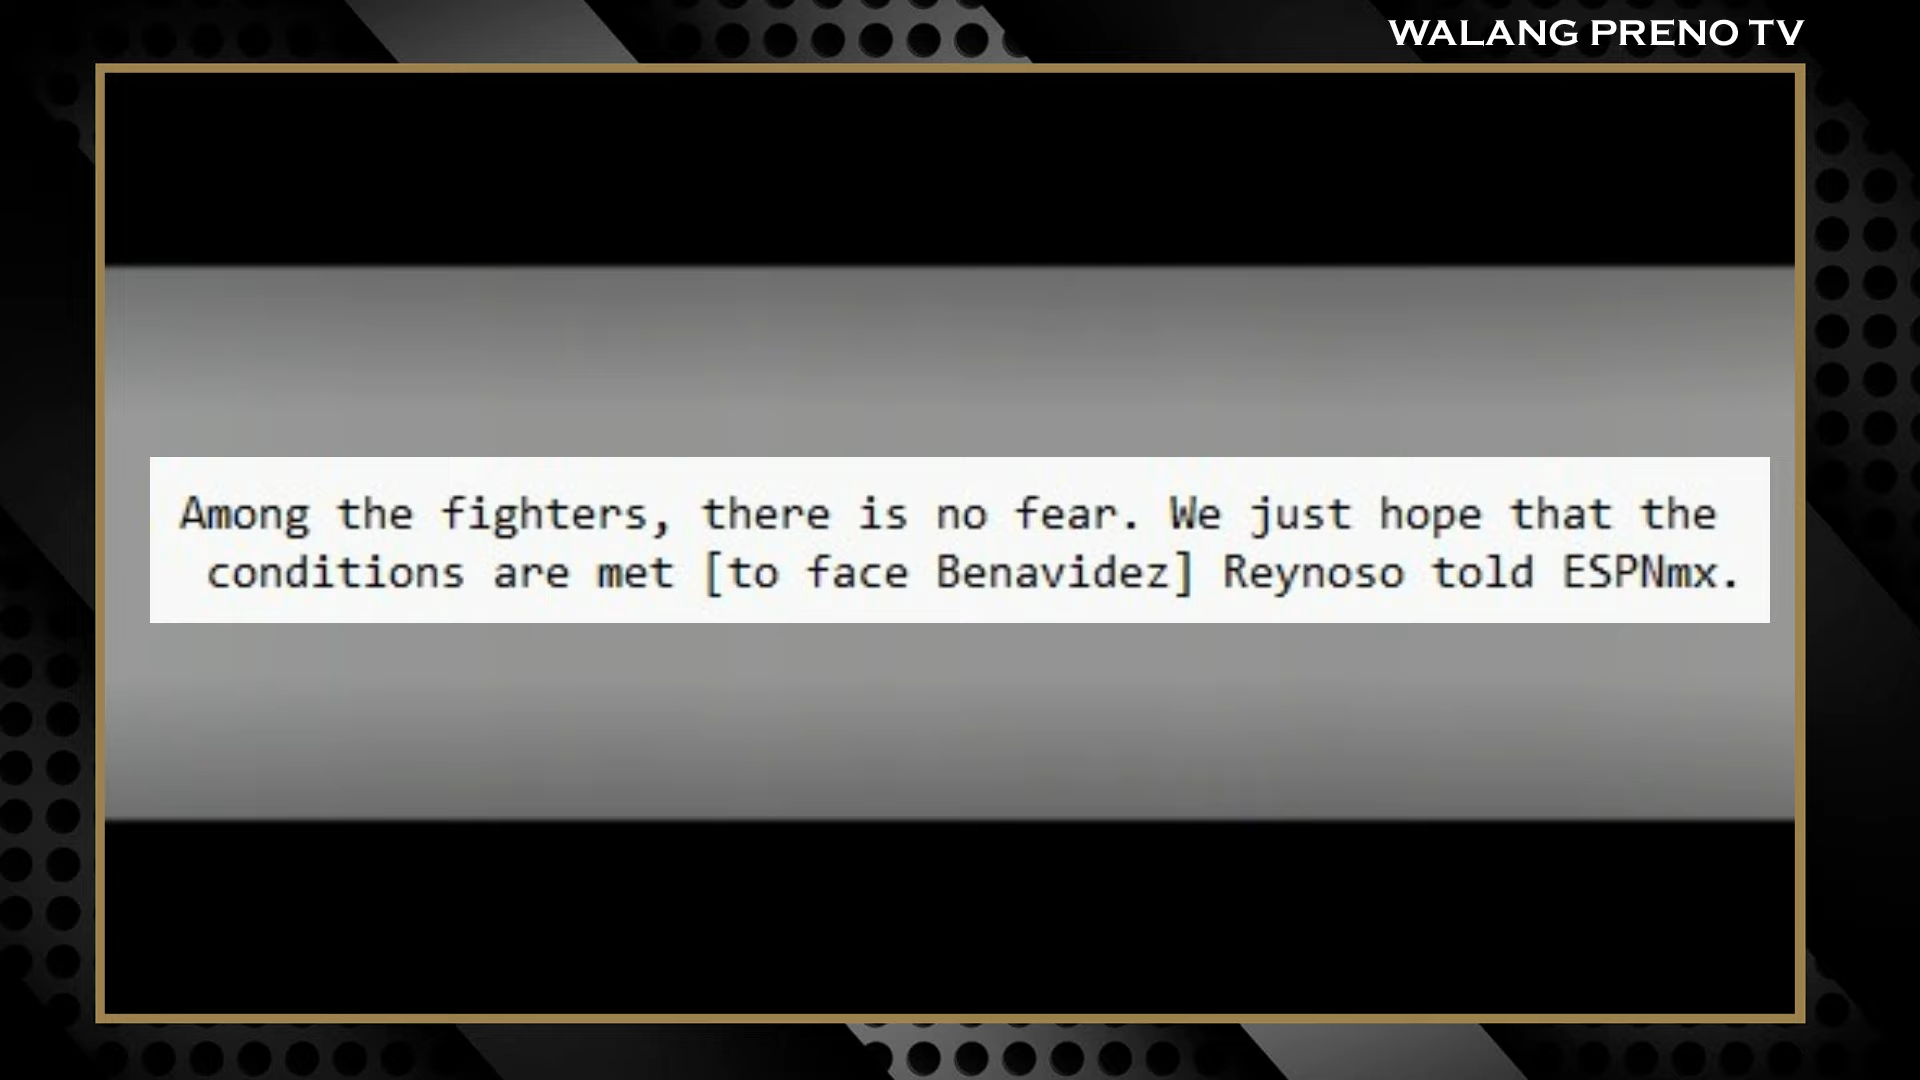 WALANG PRENO TV
Among the fighters, there is no fear. We just hope that the
conditions are met [to face Benavidez] Reynoso told ESPNmx.